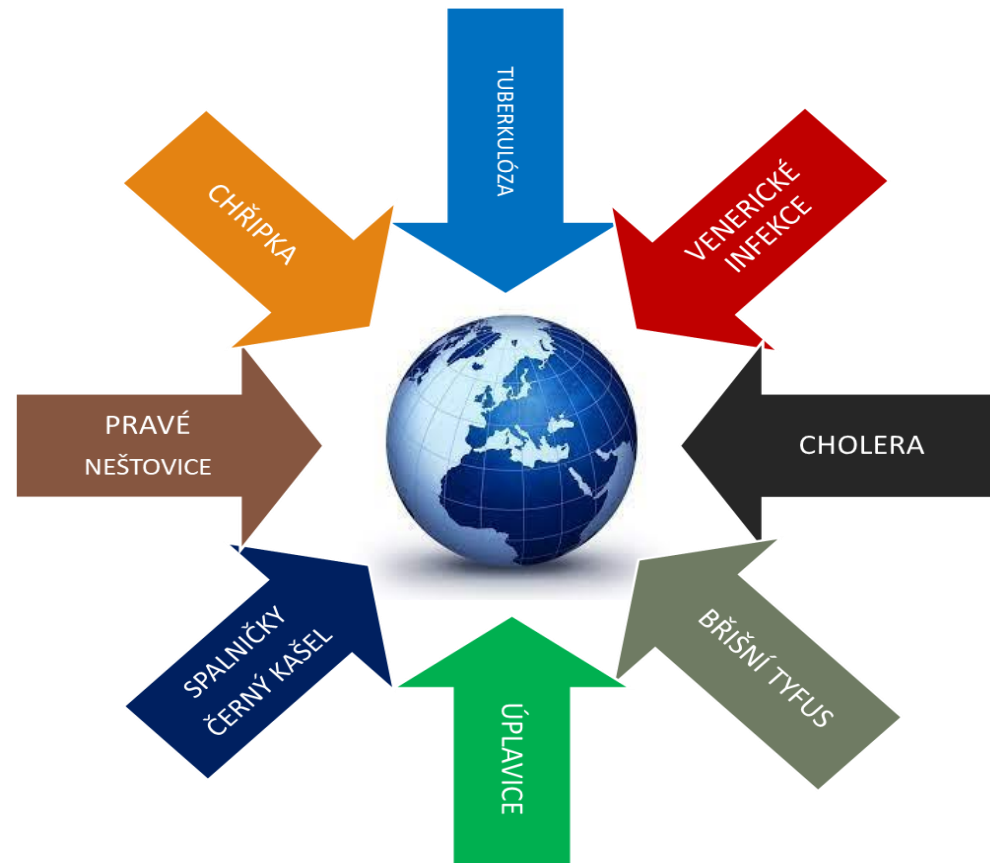 TUBERKULÓZA
VENERICKÉ
INFEKCE
CHOLERA
BŘIŠNÍ TYFUS
ÚPLAVICE
SPALNIČKY
ČERNÝ KAŠEL
PRAVÉ
NEŠTOVICE
CHŘIPKA